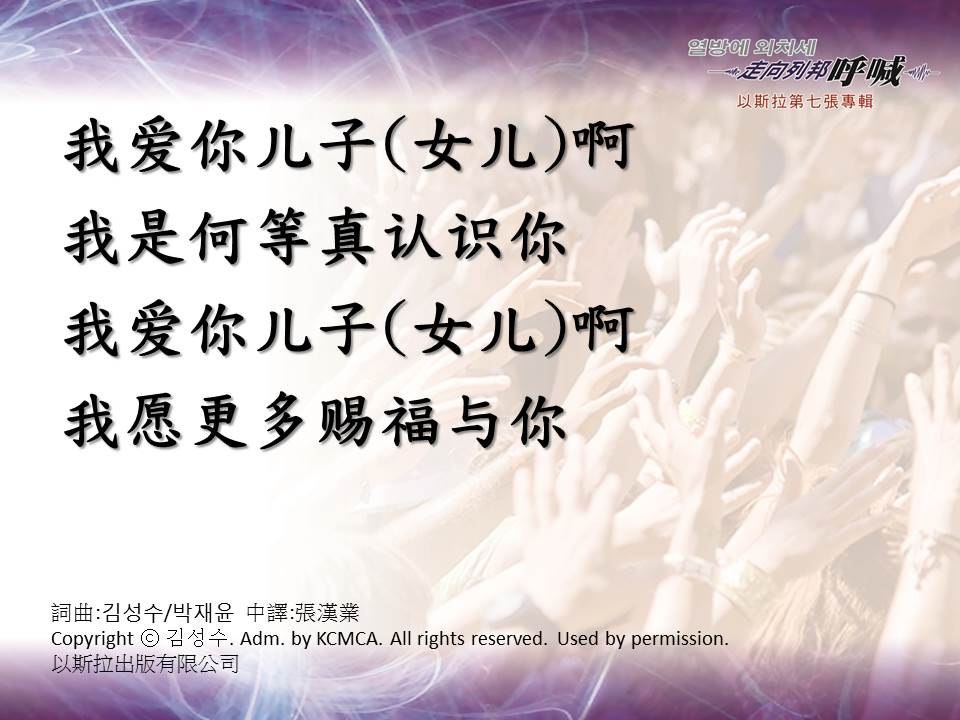 열방에 외치세
走向列邦呼喊
以斯拉第七張專輯
我爱你儿子(女儿)啊
我是何等真认识你
我爱你儿子(女儿)啊
我愿更多赐福与你
詞曲:김성수/박재윤 中譯:張漢業
Copyright ⓒ 김성수. Adm. by KCMCA. All rights reserved. Used by permission.
以斯拉出版有限公司